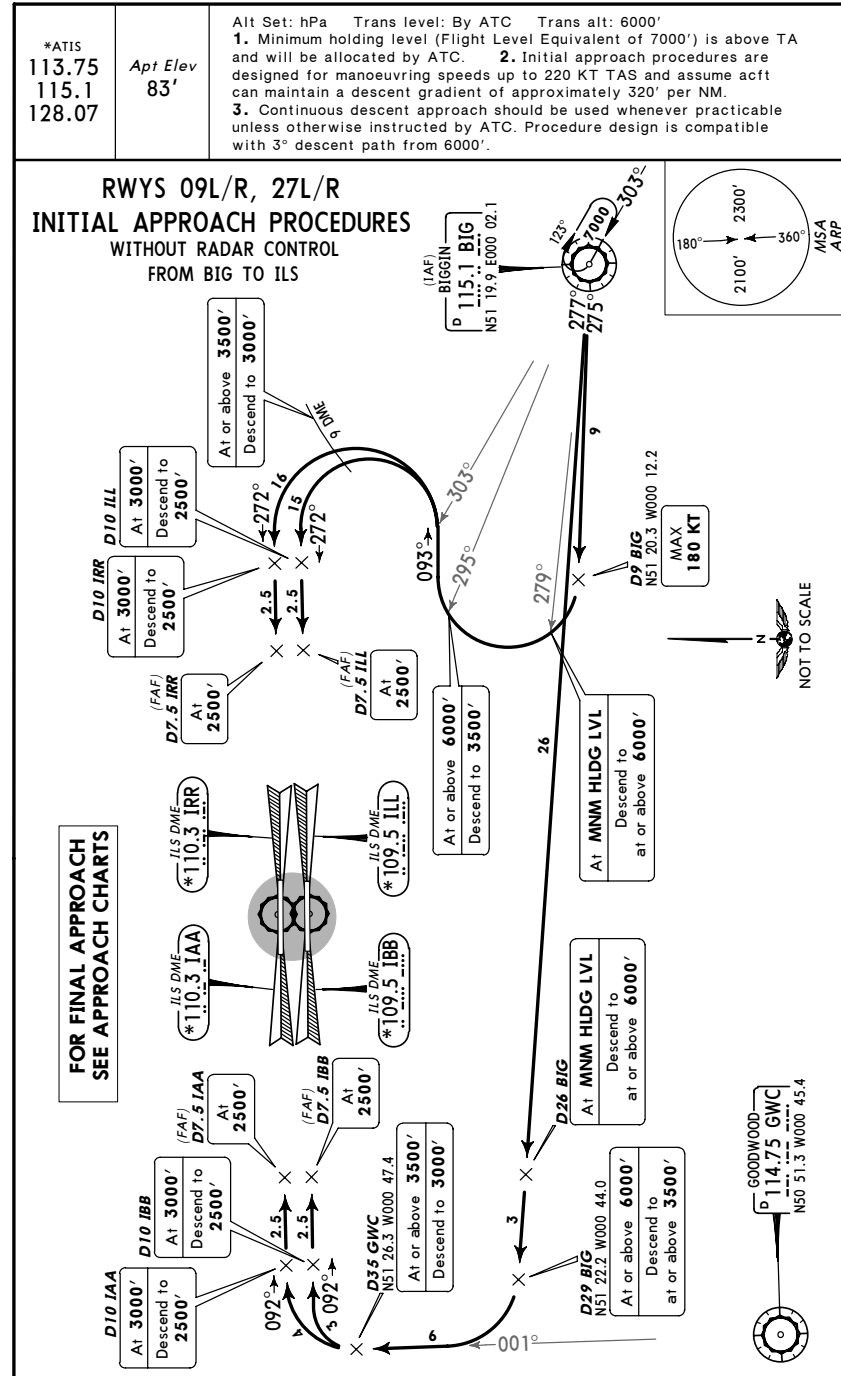 *ATIS
113.75
115.1
128.07
Apt Elev
83'
Alt Set: hPa Trans level: By ATC Trans alt: 6000'
1. Minimum holding level (Flight Level Equivalent of 7000') is above TA
and will be allocated by ATC. 2. Initial approach procedures are
designed for manoeuvring speeds up to 220 KT TAS and assume acft
can maintain a descent gradient of approximately 320' per NM.
3. Continuous descent approach should be used whenever practicable
unless otherwise instructed by ATC. Procedure design is compatible
with 3° descent path from 6000'.
RWYS 09L/R, 27L/R
INITIAL APPROACH PROCEDURES
WITHOUT RADAR CONTROL
FROM BIG TO ILS
(IAF)
BIGGIN
D 115.1 BIG
N51 19.9 E000 02.1
123°
7000
303°
2300'
180°
360°
2100'
MSA
ARP
277°
275°
At or above 3500'
Descend to 3000'
9 DME
9
D10 ILL
At 3000'
Descend to
2500'
272°
16
15
272°
303°
093°
295°
279°
D9 BIG
N51 20.3 W000 12.2
MAX
180 KT
D10 IRR
At 3000'
Descend to
2500'
2.5
2.5
(FAF)
D7.5 IRR
At
2500'
(FAF)
D7.5 ILL
At
2500'
N
NOT TO SCALE
At or above 6000'
Descend to 3500'
At MNM HLDG LVL
Descend to
at or above 6000'
26
FOR FINAL APPROACH
SEE APPROACH CHARTS
ILS DME
*110.3 IRR
ILS DME
*109.5 ILL
ILS DME
*110.3 IAA
ILS DME
*109.5 IBB
(FAF)
D7.5 IAA
At
2500'
(FAF)
D7.5 IBB
At
2500'
D26 BIG
At MNM HLDG LVL
Descend to
at or above 6000'
D10 IBB
At 3000'
Descend to
2500'
2.5
2.5
D10 IAA
At 3000'
Descend to
2500'
092°
092°
4
3
D35 GWC
N51 26.3 W000 47.4
At or above 3500'
Descend to 3000'
3
D29 BIG
N51 22.2 W000 44.0
At or above 6000'
Descend to
at or above 3500'
6
001°
GOODWOOD
D 114.75 GWC
N50 51.3 W000 45.4